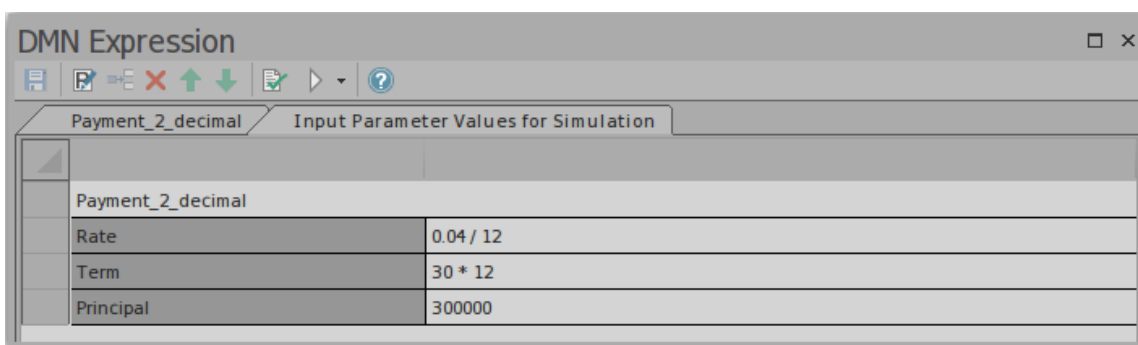 DMN Expression
Payment_2_decimal Input Parameter Values for Simulation
Payment_2_decimal
Rate 0.04 / 12
Term 30 * 12
Principal 300000